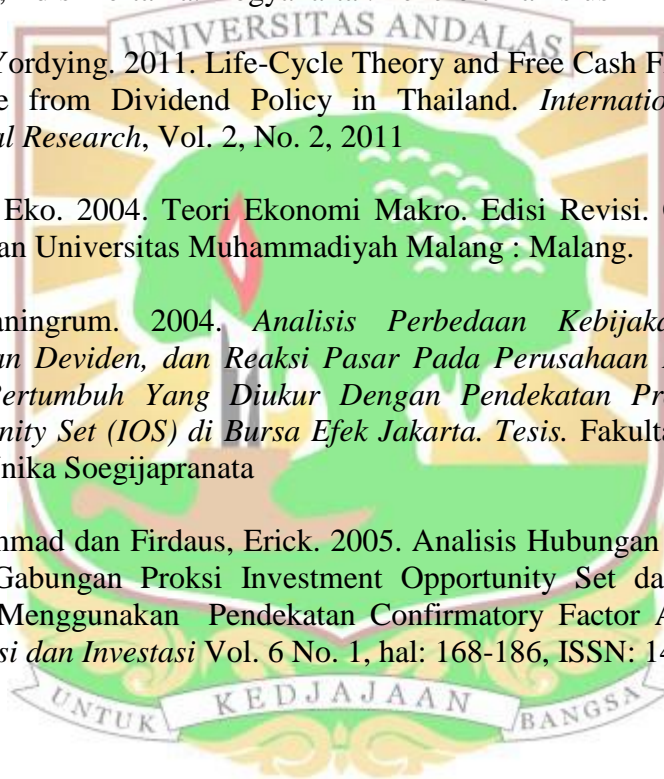 UNIVERSITAS ANDALAS
Yordying. 2011. Life-Cycle Theory and Free Cash F
e from Dividend Policy in Thailand. Internatio
al Research, Vol. 2, No. 2, 2011
Eko. 2004. Teori Ekonomi Makro. Edisi Revisi.
an Universitas Muhammadiyah Malang : Malang.
aningrum. 2004. Analisis Perbedaan Kebijaka
an Deviden, dan Reaksi Pasar Pada Perusahaan
Bertumbuh Yang Diukur Dengan Pendekatan Pr
nity Set (IOS) di Bursa Efek Jakarta. Tesis. Fakulta
Unika Soegijapranata
hmad dan Firdaus, Erick. 2005. Analisis Hubungan
Gabungan Proksi Investment Opportunity Set da
Menggunakan Pendekatan Confirmatory Factor A
si dan Investasi Vol. 6 No. 1, hal: 168-186, ISSN: 14
UNTUK KEDJAJAAN BANGSA